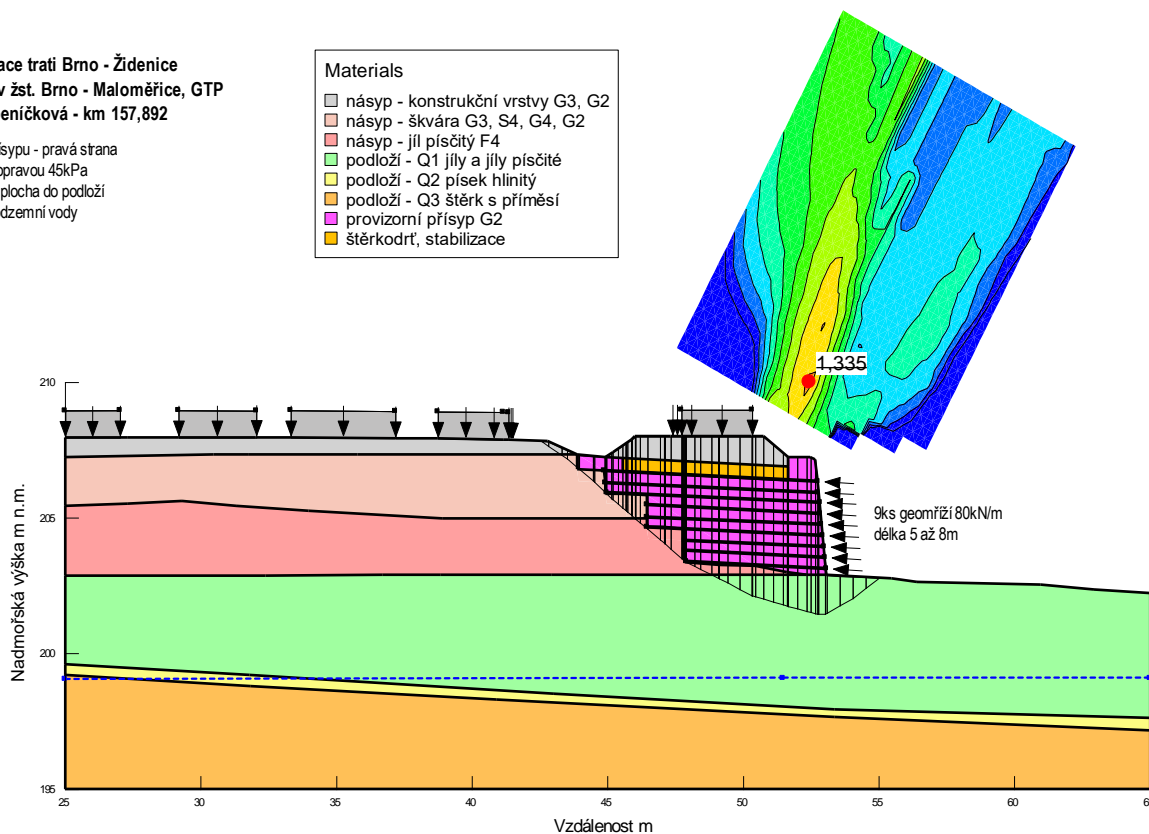 ace trati Brno - Židenice
v žst. Brno - Maloměřice, GTP
eníčková - km 157,892
ísypu - pravá strana
opravou 45kPa
plocha do podloží
dzemní vody
Materials
násyp - konstrukční vrstvy G3, G2
násyp - škvára G3, S4, G4, G2
násyp - jíl písčitý F4
podloží - Q1 jíly a jíly písčité
podloží - Q2 písek hlinitý
podloží - Q3 štěrk s příměsí
provizorní přísyp G2
štěrkodrť, stabilizace
1,335
9ks geomříží 80kN/m
délka 5 až 8m
Nadmořská výška m n.m.
210
205
200
195
25
30
35
40
45
50
55
60
Vzdálenost m